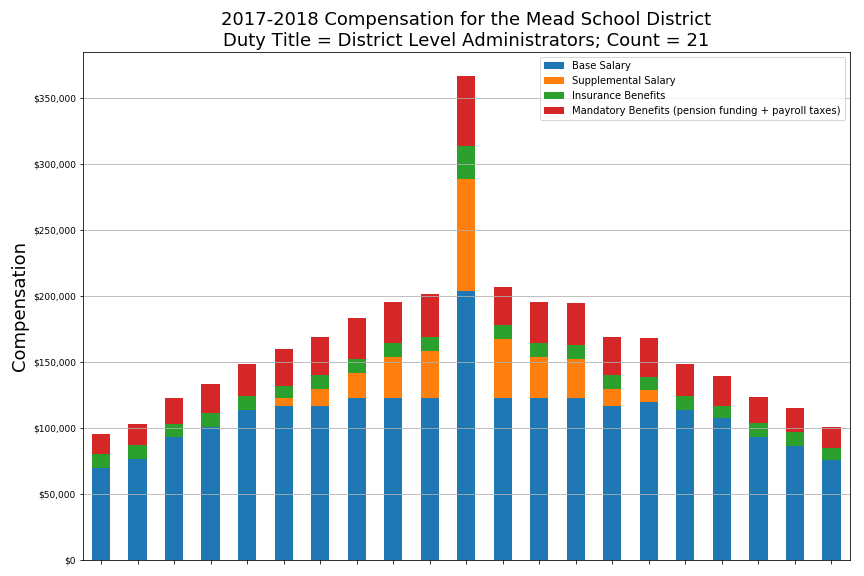 2017-2018 Compensation for the Mead School District
Duty Title = District Level Administrators; Count = 21
Base Salary
Supplemental Salary
Insurance Benefits
Mandatory Benefits (pension funding + payroll taxes)
Compensation
$350,000
$300,000
$250,000
$200,000
$150,000
$100,000
$50,000
$0